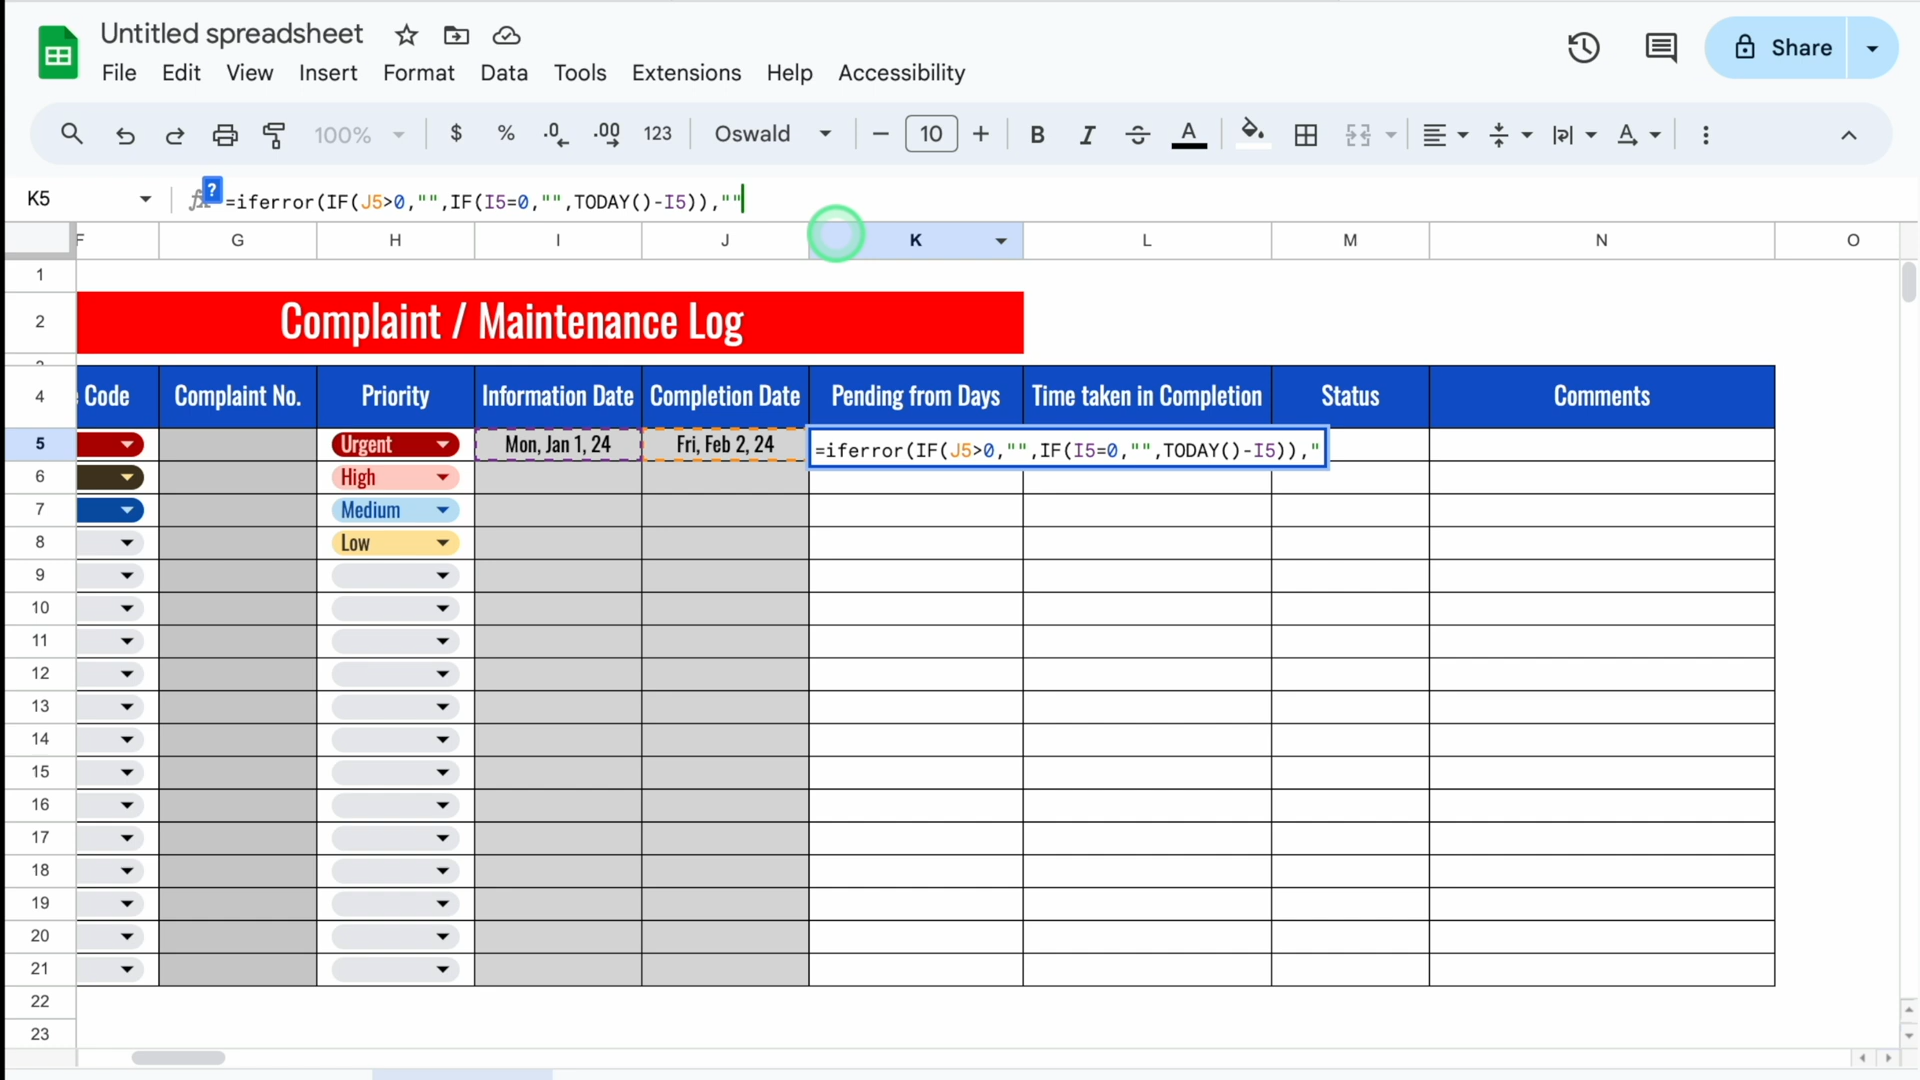 Untitled spreadsheet
File Edit View Insert Format Data Tools Extensions Help Accessibility
Share
100% $ % .0 .00 123 Oswald 10 B I A A
K5 fx ? =iferror(IF(J5>0,"",IF(I5=0,"",TODAY()-I5)),""
F G H I J K L M N O
1
2 Complaint / Maintenance Log
4 Code Complaint No. Priority Information Date Completion Date Pending from Days Time taken in Completion Status Comments
5 Urgent Mon, Jan 1, 24 Fri, Feb 2, 24 =iferror(IF(J5>0,"",IF(I5=0,"",TODAY()-I5)),"
6 High
7 Medium
8 Low
9
10
11
12
13
14
15
16
17
18
19
20
21
22
23